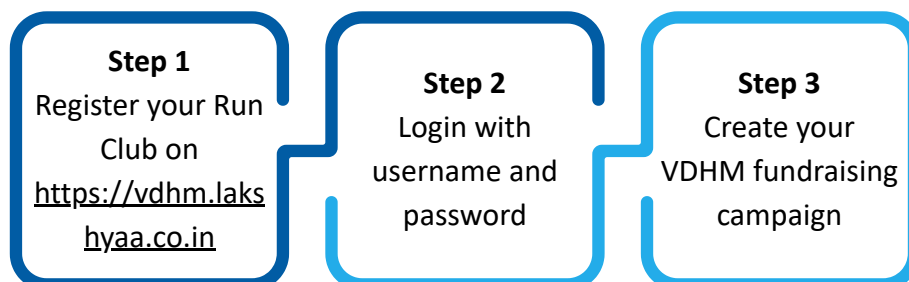 Step 1
Register your Run
Club on
https://vdhm.laks
hyaa.co.in
Step 2
Login with
username and
password
Step 3
Create your
VDHM fundraising
campaign